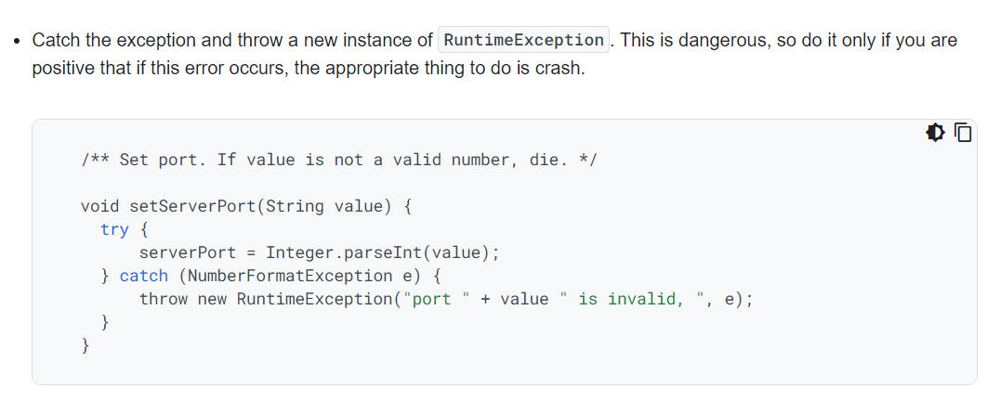 • Catch the exception and throw a new instance of RuntimeException. This is dangerous, so do it only if you are
positive that if this error occurs, the appropriate thing to do is crash.
/** Set port. If value is not a valid number, die. */
void setServerPort(String value) {
try {
serverPort = Integer.parseInt(value);
} catch (NumberFormatException e) {
throw new RuntimeException("port " + value " is invalid, ", e);
}
}